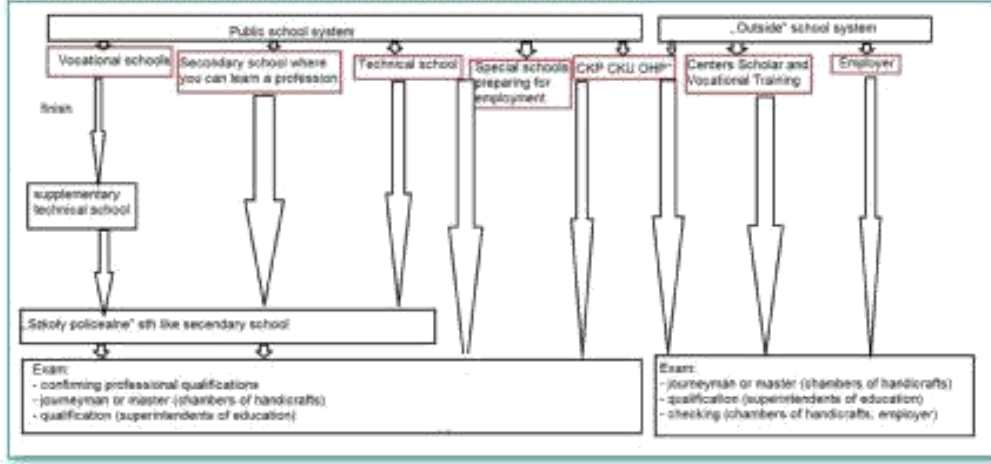 Public school system
„Outside" school system
Vocational schools
Secondary school where
you can learn a profession
Technical school
Special schools
preparing for
employment
CKP CKU OHP"
Centers Scholar and
Vocational Training
Employer
finish
supplementary
technical school
„Szkoły policealne" sth like secendary school
Exam:
- confirming professional qualifications
- journeyman or master (chambers of handicrafts)
- qualification (superintendents of education)
Exam:
- journeyman or master (chambers of handicrafts)
- qualification (superintendents of education)
- checking (chambers of handicrafts, employer)